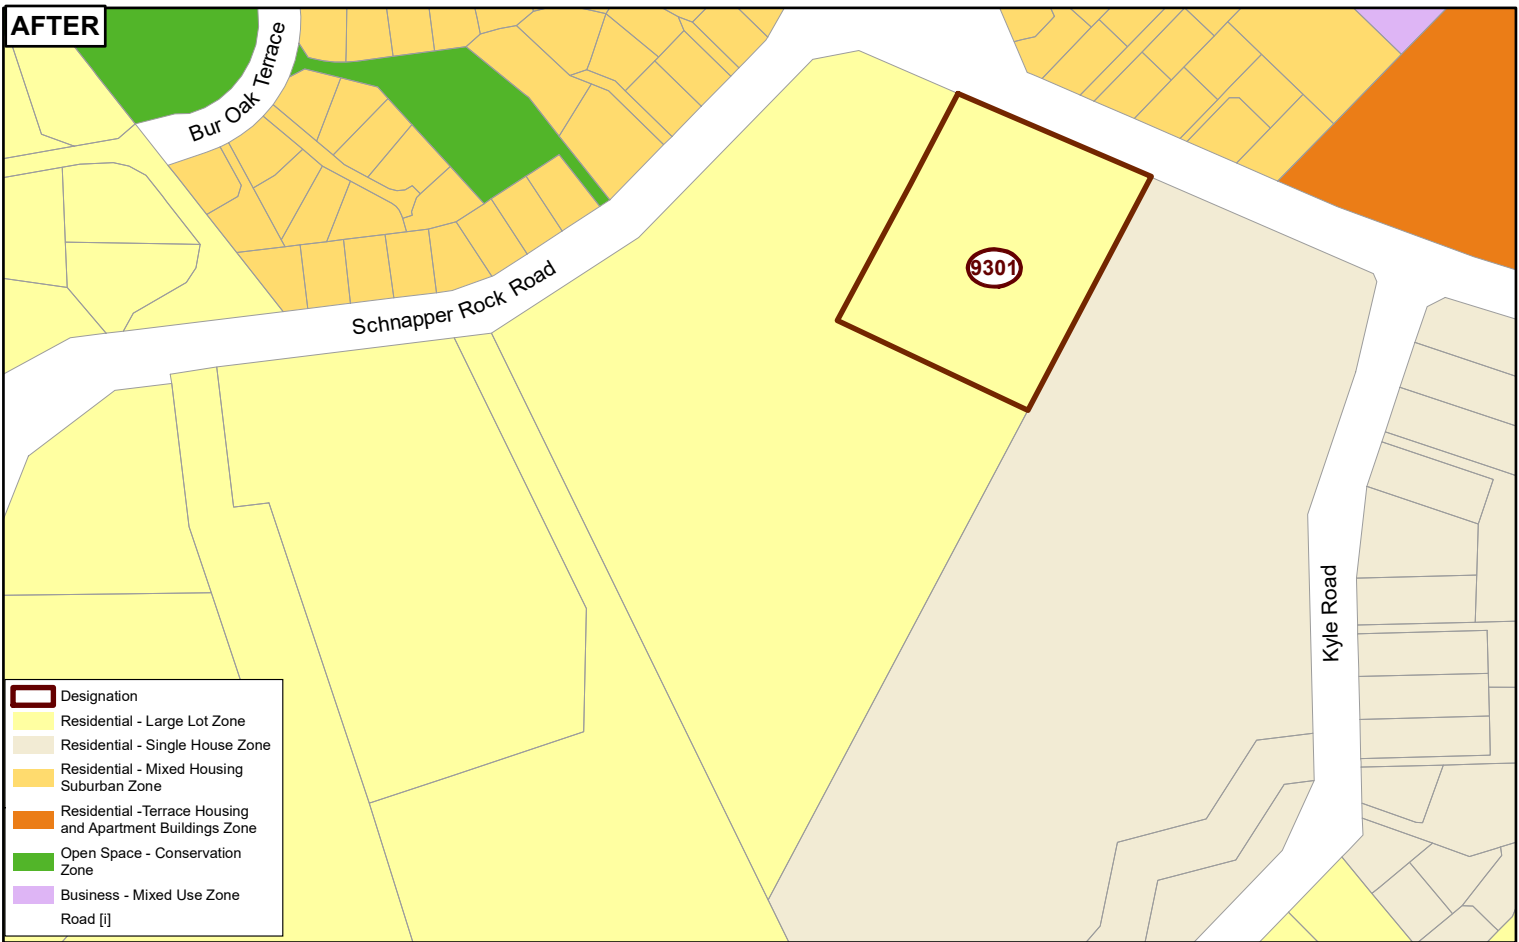 AFTER
Bur Oak Terrace
9301
Schnapper Rock Road
Kyle Road
Designation
Residential - Large Lot Zone
Residential - Single House Zone
Residential - Mixed Housing
Suburban Zone
Residential -Terrace Housing
and Apartment Buildings Zone
Open Space - Conservation
Zone
Business - Mixed Use Zone
Road [i]